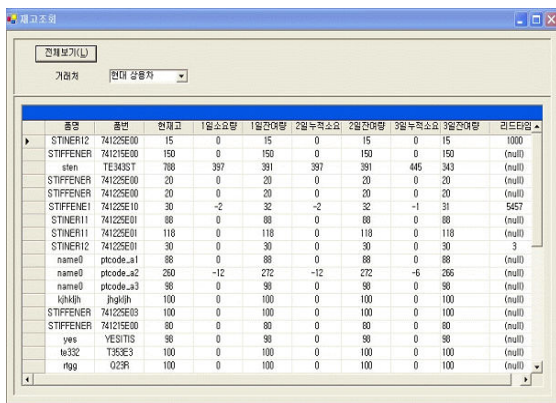 재고조회
전체보기(L)
거래처 현대 상용차
품명 품번 현재고 1일소요량 1일잔여량 2일누적소요 2일잔여량 3일누적소요 3일잔여량 리드타임
STINER12 741225E00 15 0 15 0 15 0 15 1000
STIFFENER 741215E00 150 0 150 0 150 0 150 (null)
sten TE343ST 788 397 391 397 391 445 343 (null)
STIFFENER 741225E00 20 0 20 0 20 0 20 (null)
STIFFENER 741225E00 20 0 20 0 20 0 20 (null)
STIFFENE1 741225E10 30 -2 32 -2 32 -1 31 5457
STINER11 741225E01 88 0 88 0 88 0 88 (null)
STINER11 741225E01 118 0 118 0 118 0 118 (null)
STINER12 741225E01 30 0 30 0 30 0 30 3
name0 ptcode_a1 88 0 88 0 88 0 88 (null)
name0 ptcode_a2 260 -12 272 -12 272 -6 266 (null)
name0 ptcode_a3 98 0 98 0 98 0 98 (null)
kjhkljh jhgkljh 100 0 100 0 100 0 100 (null)
STIFFENER 741225E03 100 0 100 0 100 0 100 (null)
STIFFENER 741215E00 80 0 80 0 80 0 80 (null)
yes YESITIS 98 0 98 0 98 0 98 (null)
te332 T353E3 100 0 100 0 100 0 100 (null)
rtgg Q23R 100 0 100 0 100 0 100 (null)